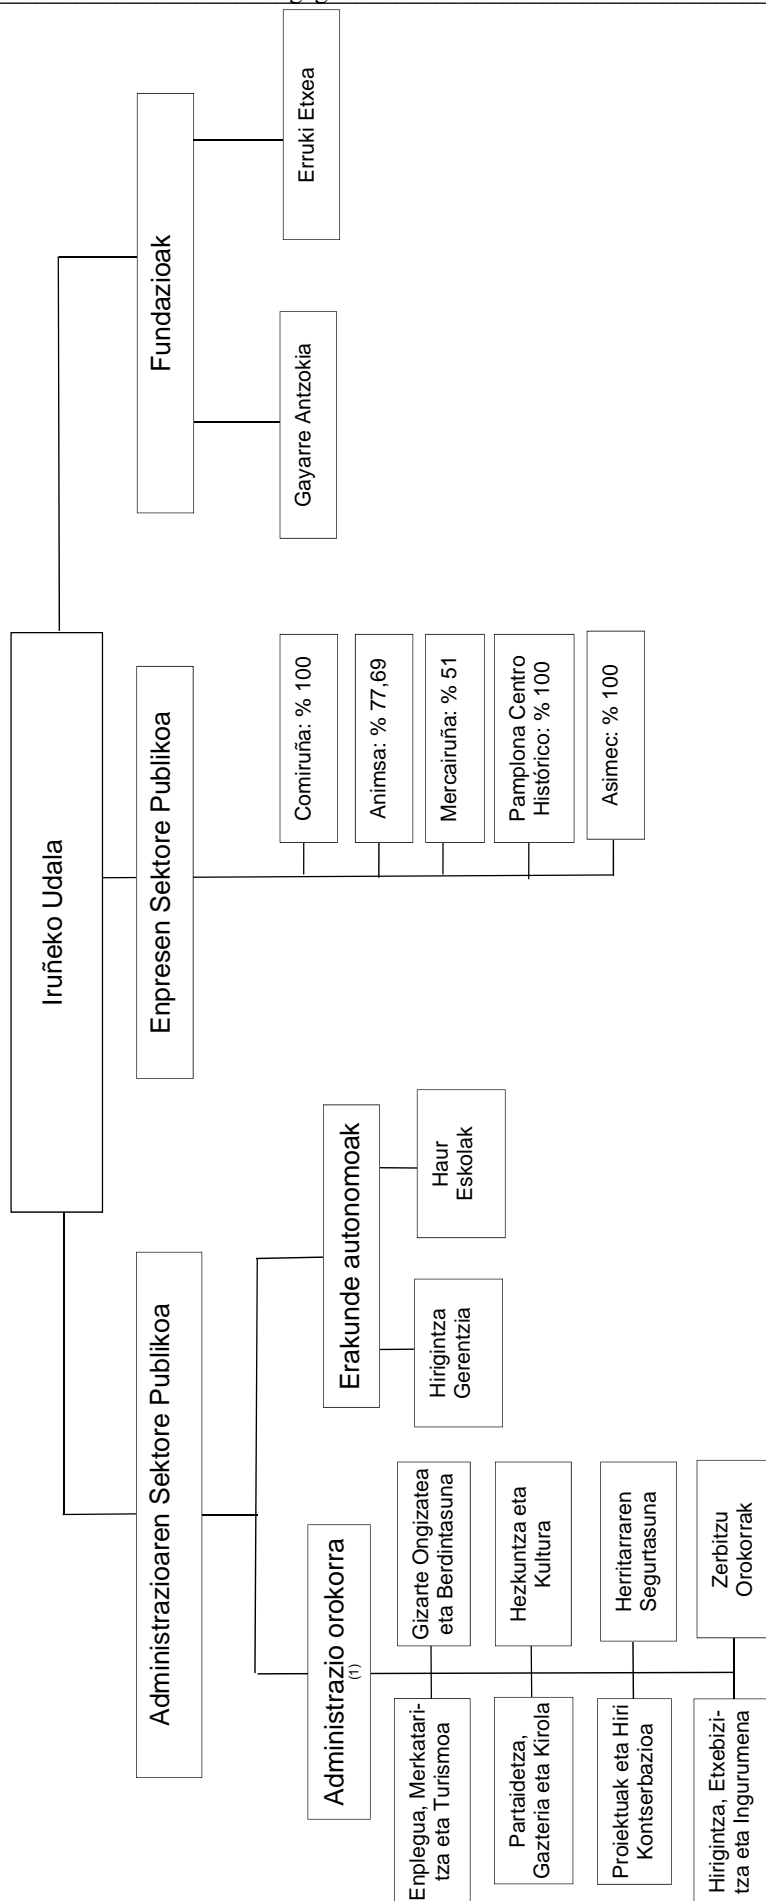 Iruñeko Udala
Administrazioaren Sektore Publikoa
Enpresen Sektore Publikoa
Fundazioak
Administrazio orokorra
(1)
Erakunde autonomoak
Enplegua, Merkatari-
tza eta Turismoa
Gizarte Ongizatea
eta Berdintasuna
Partaidetza,
Gazteria eta Kirola
Hezkuntza eta
Kultura
Proiektuak eta Hiri
Kontserbazioa
Herritarraren
Segurtasuna
Hirigintza, Etxebizi-
tza eta Ingurumena
Zerbitzu
Orokorrak
Hirigintza
Gerentzia
Haur
Eskolak
Comiruña: % 100
Animsa: % 77,69
Mercairuña: % 51
Pamplona Centro
Histórico: % 100
Asimec: % 100
Gayarre Antzokia
Erruki Etxea